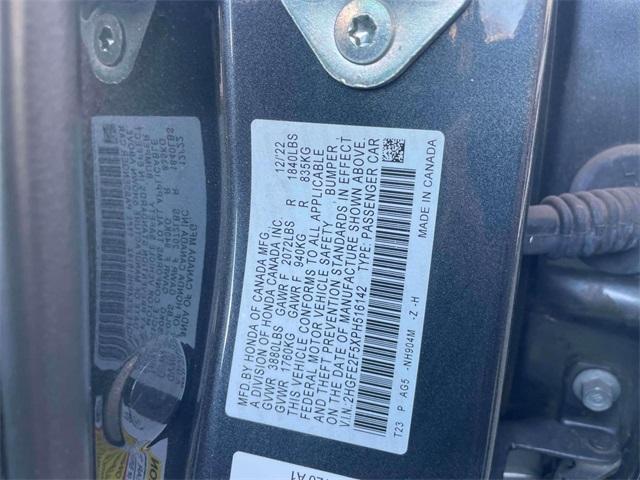 MFD. BY HONDA OF CANADA MFG.
A DIVISION OF HONDA CANADA INC. 12/22
GVWR 3880LBS GAWR F 2072LBS R 1840LBS
GVWR 1760KG GAWR F 940KG R 835KG
THIS VEHICLE CONFORMS TO ALL APPLICABLE
FEDERAL MOTOR VEHICLE SAFETY, BUMPER,
AND THEFT PREVENTION STANDARDS IN EFFECT
ON THE DATE OF MANUFACTURE SHOWN ABOVE.
V.I.N. 2HGFE2F5XPH516142 TYPE: PASSENGER CAR
T23 P AG5 -NH904M -Z -H MADE IN CANADA